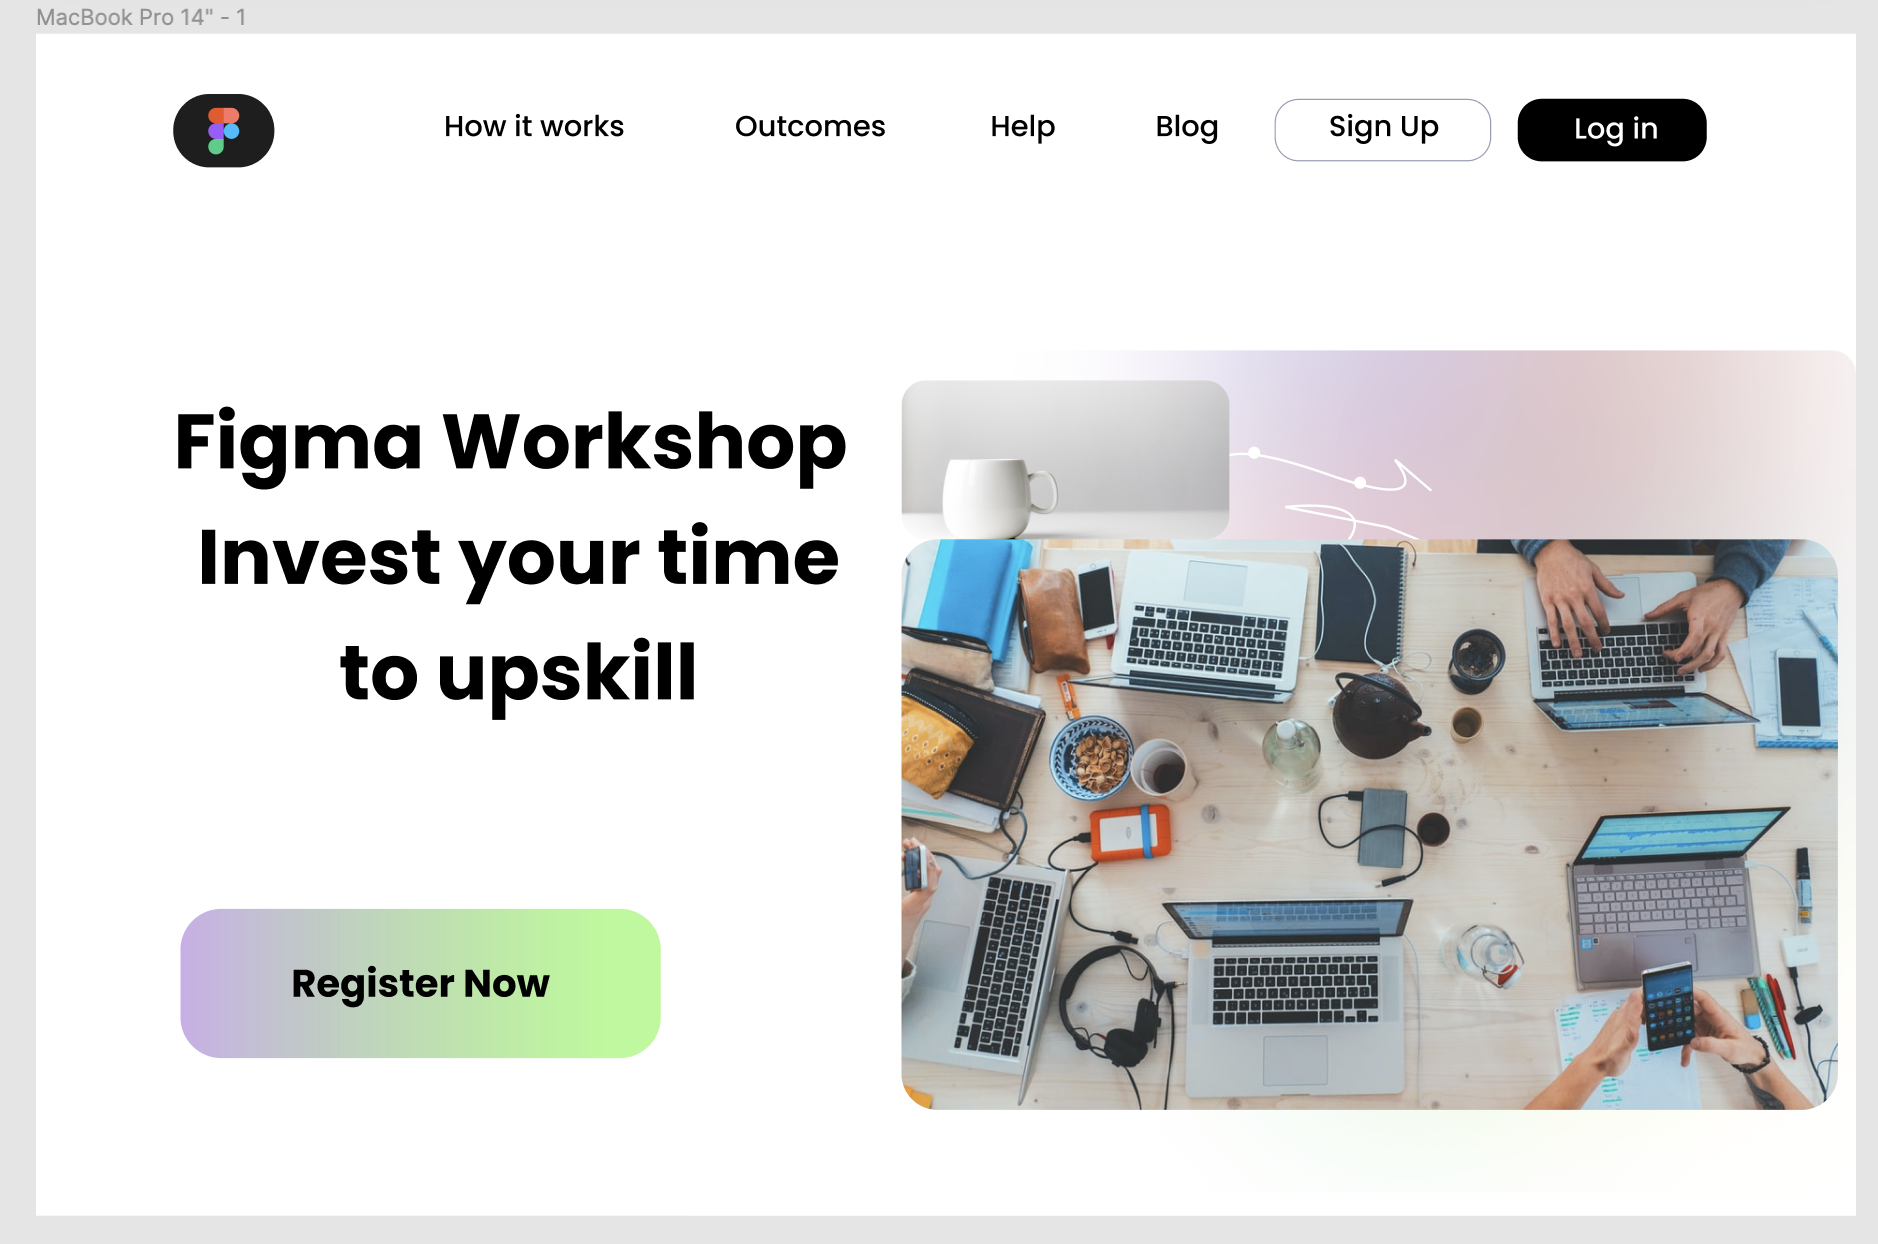 MacBook Pro 14" - 1
How it works Outcomes Help Blog Sign Up Log in
Figma Workshop
Invest your time
to upskill
Register Now